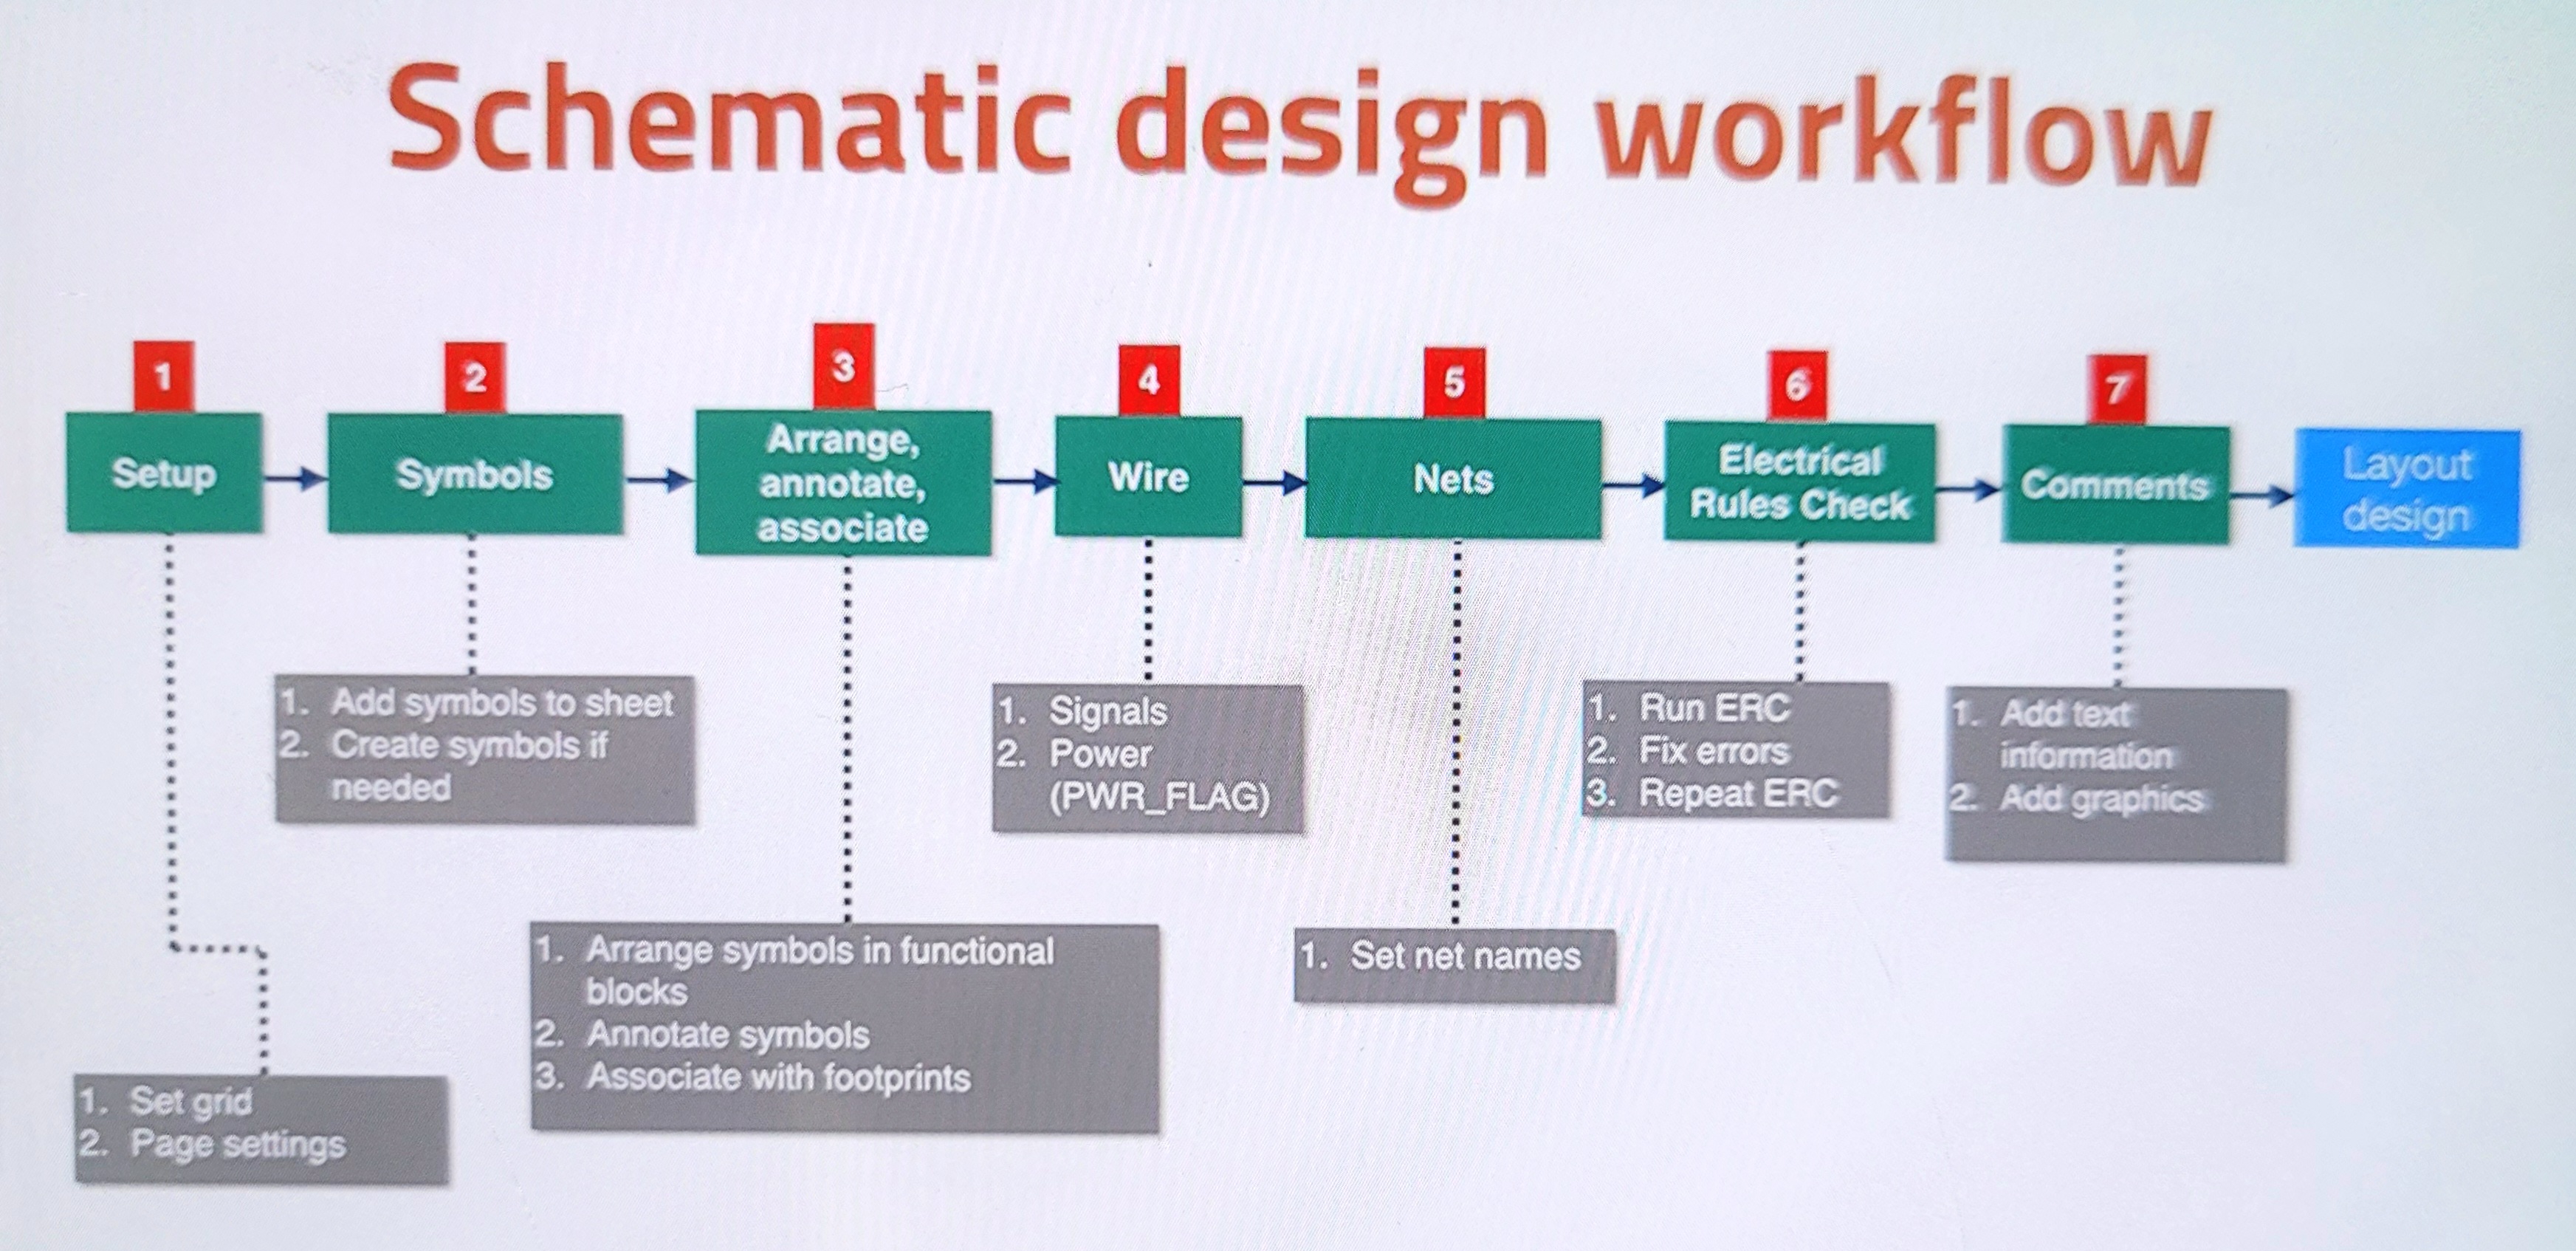 Schematic design workflow
1
2
3
4
5
6
7
Setup
Symbols
Arrange,
annotate,
associate
Wire
Nets
Electrical
Rules Check
Comments
Layout
design
1. Add symbols to sheet
2. Create symbols if
needed
1. Signals
2. Power
(PWR_FLAG)
1. Run ERC
2. Fix errors
3. Repeat ERC
1. Add text
information
2. Add graphics
1. Arrange symbols in functional
blocks
2. Annotate symbols
3. Associate with footprints
1. Set net names
1. Set grid
2. Page settings